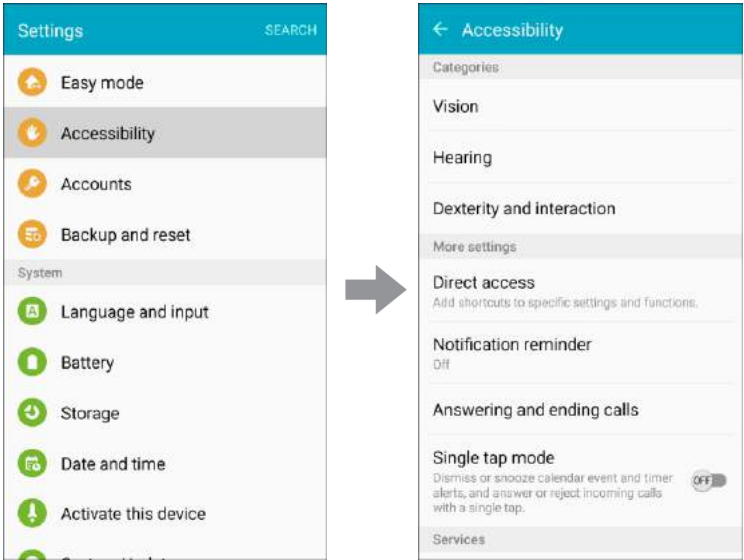 Settings
SEARCH
Easy mode
Accessibility
Accounts
Backup and reset
System
Language and input
Battery
Storage
Date and time
Activate this device
Accessibility
Categories
Vision
Hearing
Dexterity and interaction
More settings
Direct access
Add shortcuts to specific settings and functions.
Notification reminder
Off
Answering and ending calls
Single tap mode
Dismiss or snooze calendar event and timer
alerts, and answer or reject incoming calls
with a single tap.
OFF
Services